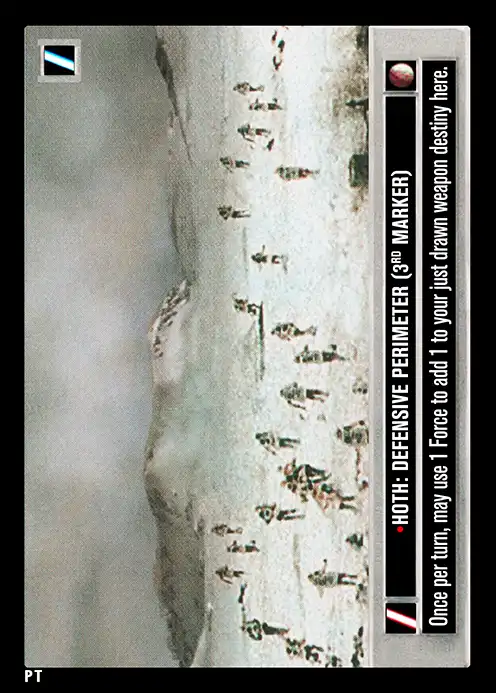 •HOTH: DEFENSIVE PERIMETER (3RD MARKER)
Once per turn, may use 1 Force to add 1 to your just drawn weapon destiny here.
PT